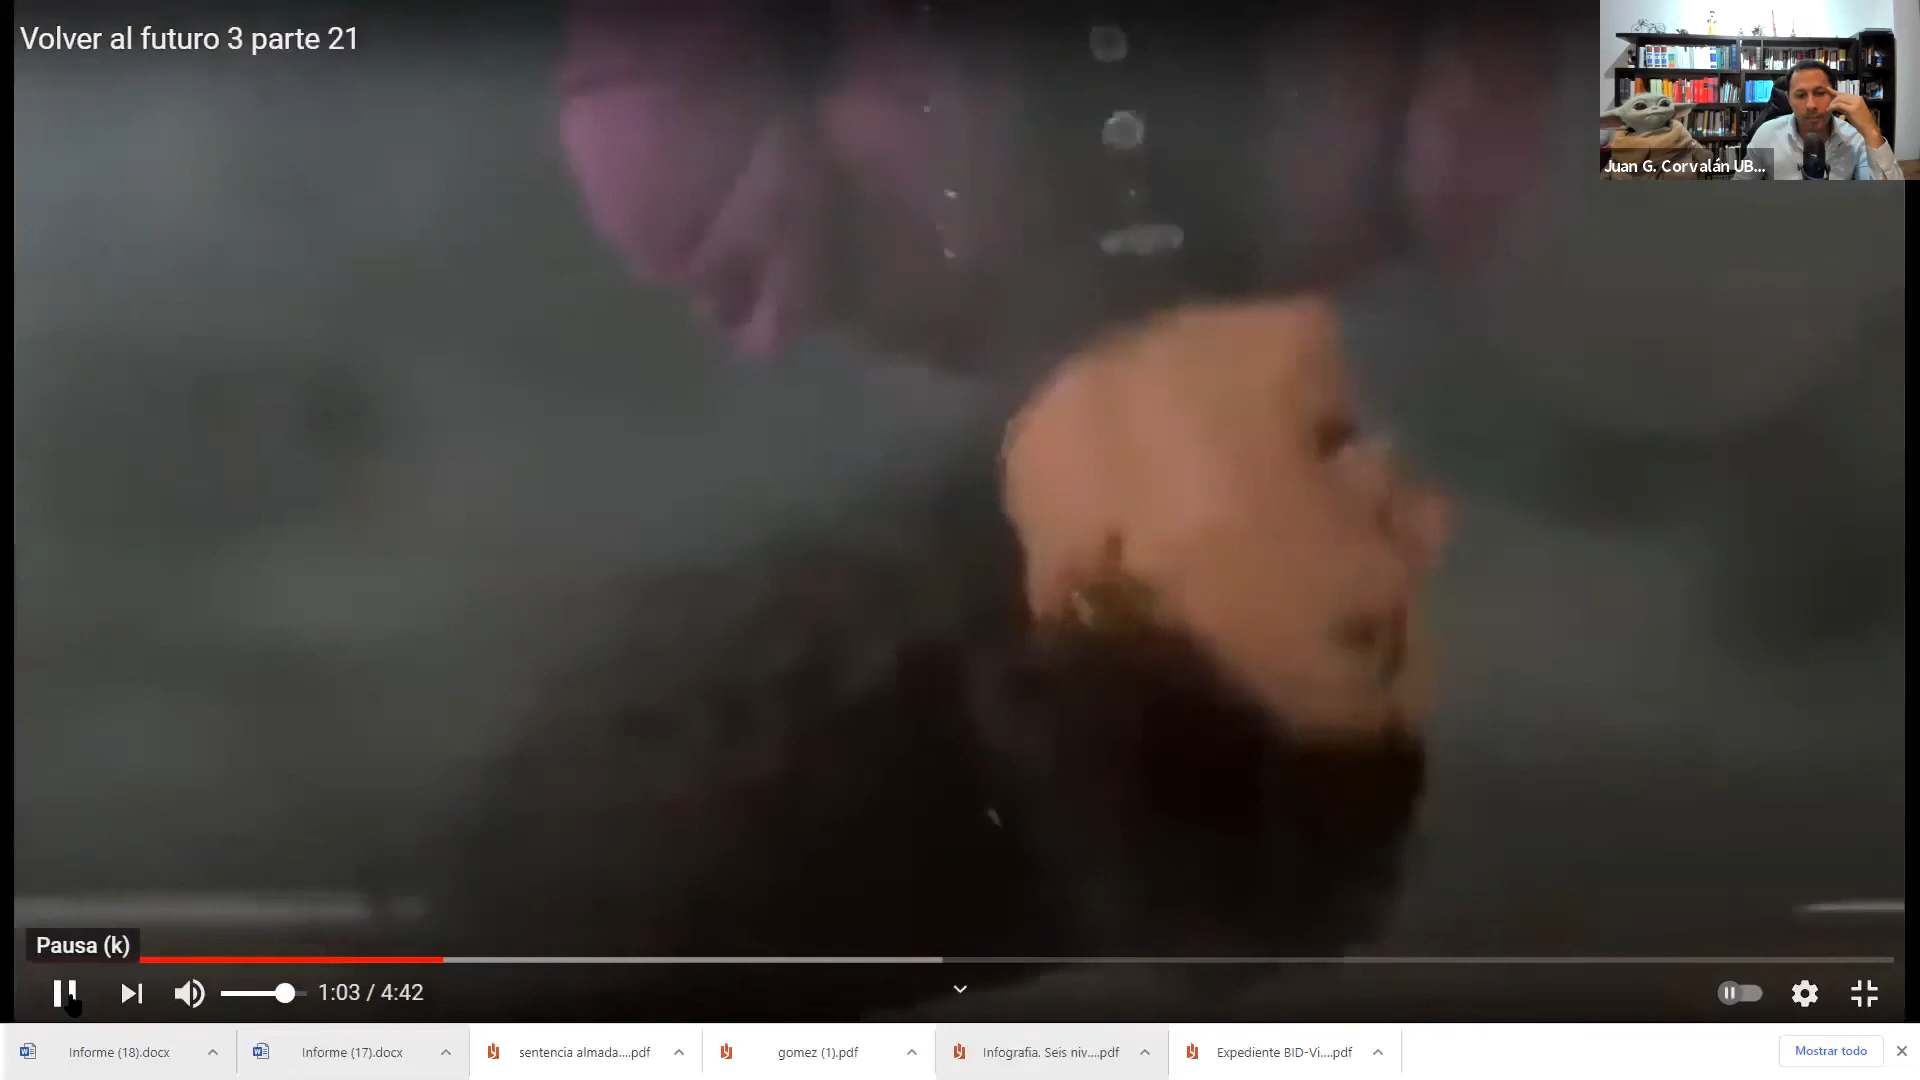 Volver al futuro 3 parte 21
Juan G. Corvalán UB...
Pausa (k)
1:03 / 4:42
Informe (18).docx
Informe (17).docx
sentencia almada....pdf
gomez (1).pdf
Infografia. Seis niv....pdf
Expediente BID-Vi....pdf
Mostrar todo